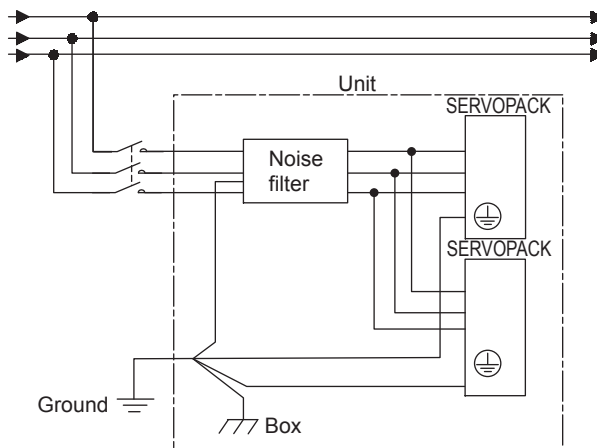 Unit
SERVOPACK
Noise
filter
SERVOPACK
Ground
Box